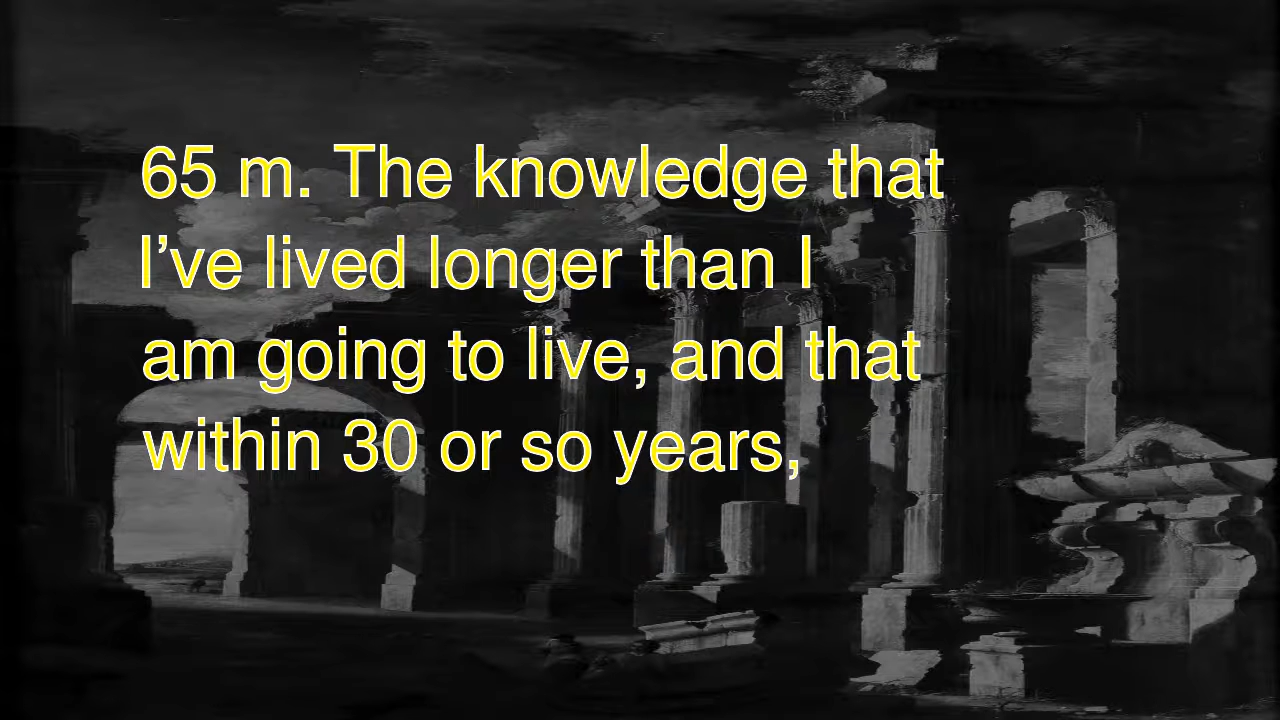 65 m. The knowledge that
I’ve lived longer than I
am going to live, and that
within 30 or so years,